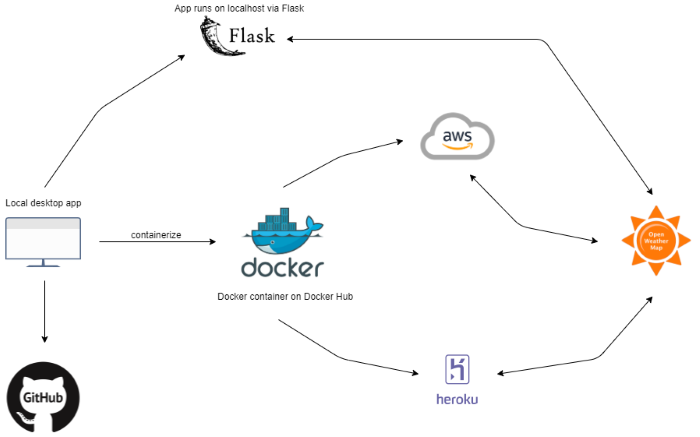 App runs on localhost via Flask
Flask
aws
Local desktop app
containerize
docker
Open
Weather
Map
Docker container on Docker Hub
GitHub
heroku